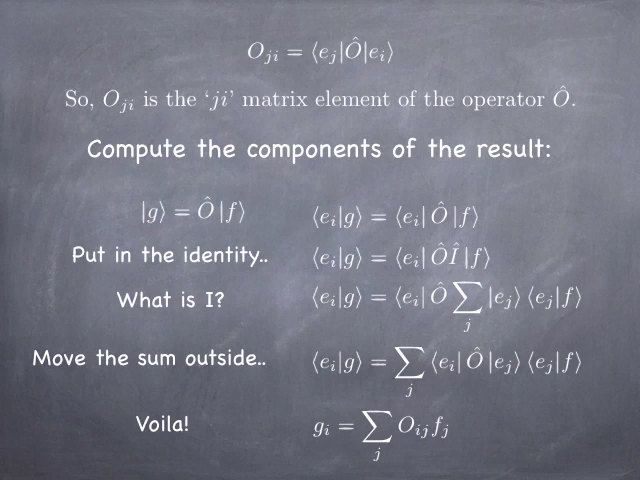 O_{ji} = ⟨e_j|Ô|e_i⟩
So, O_{ji} is the ‘ji’ matrix element of the operator Ô.
Compute the components of the result:
|g⟩ = Ô |f⟩ ⟨e_i|g⟩ = ⟨e_i| Ô |f⟩
Put in the identity.. ⟨e_i|g⟩ = ⟨e_i| ÔÎ |f⟩
What is I? ⟨e_i|g⟩ = ⟨e_i| Ô ∑_j |e_j⟩ ⟨e_j|f⟩
Move the sum outside.. ⟨e_i|g⟩ = ∑_j ⟨e_i| Ô |e_j⟩ ⟨e_j|f⟩
Voila! g_i = ∑_j O_{ij} f_j